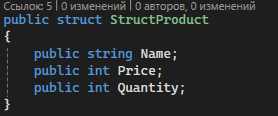 Ссылок: 5 | 0 изменений | 0 авторов, 0 изменений
public struct StructProduct
{
public string Name;
public int Price;
public int Quantity;
}